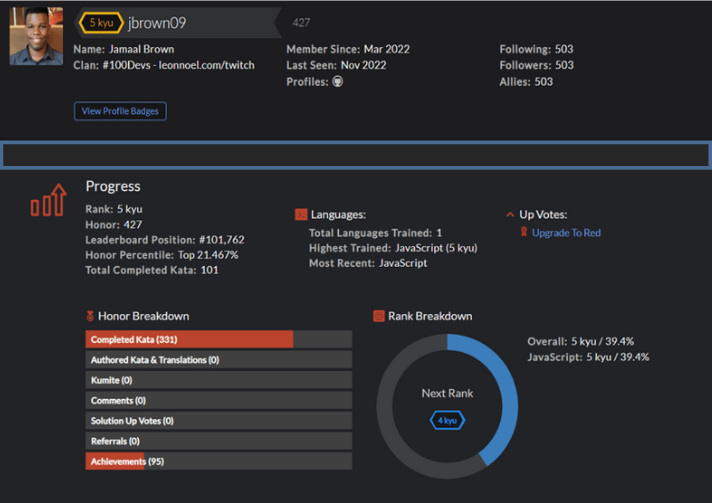 5 kyu jbrown09 427
Name: Jamaal Brown
Clan: #100Devs - leonnoel.com/twitch
Member Since: Mar 2022
Last Seen: Nov 2022
Profiles:
Following: 503
Followers: 503
Allies: 503
View Profile Badges
Progress
Rank: 5 kyu
Honor: 427
Leaderboard Position: #101,762
Honor Percentile: Top 21.467%
Total Completed Kata: 101
Languages:
Total Languages Trained: 1
Highest Trained: JavaScript (5 kyu)
Most Recent: JavaScript
Up Votes:
Upgrade To Red
Honor Breakdown
Completed Kata (331)
Authored Kata & Translations (0)
Kumite (0)
Comments (0)
Solution Up Votes (0)
Referrals (0)
Achievements (95)
Rank Breakdown
Next Rank
4 kyu
Overall: 5 kyu / 39.4%
JavaScript: 5 kyu / 39.4%